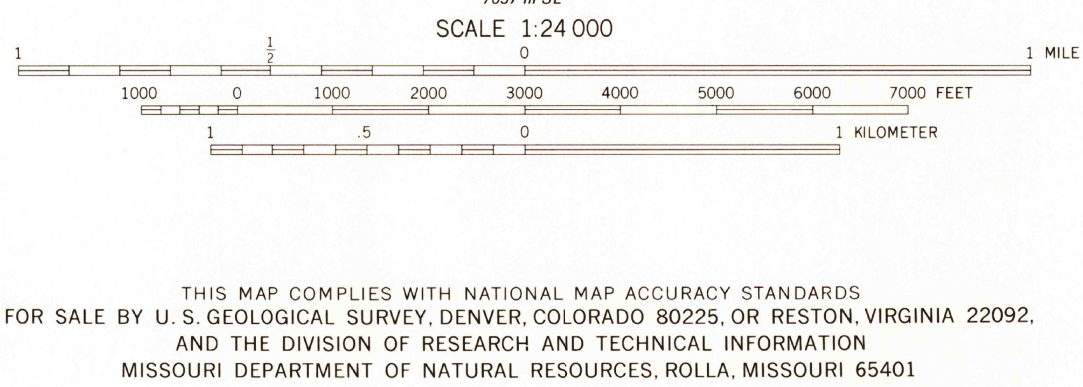 SCALE 1:24 000
1 1/2 0 1 MILE
1000 0 1000 2000 3000 4000 5000 6000 7000 FEET
1 .5 0 1 KILOMETER
THIS MAP COMPLIES WITH NATIONAL MAP ACCURACY STANDARDS
FOR SALE BY U. S. GEOLOGICAL SURVEY, DENVER, COLORADO 80225, OR RESTON, VIRGINIA 22092,
AND THE DIVISION OF RESEARCH AND TECHNICAL INFORMATION
MISSOURI DEPARTMENT OF NATURAL RESOURCES, ROLLA, MISSOURI 65401